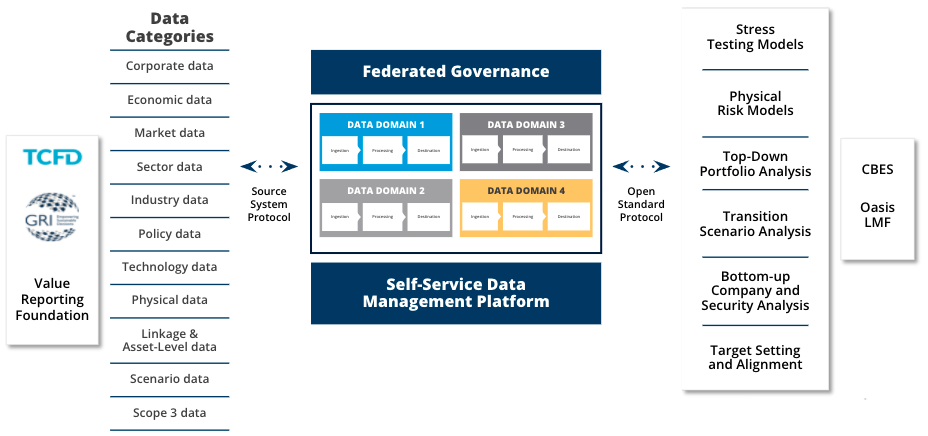 TCFD
GRI
Value
Reporting
Foundation
Data
Categories
Corporate data
Economic data
Market data
Sector data
Industry data
Policy data
Technology data
Physical data
Linkage &
Asset-Level data
Scenario data
Scope 3 data
Source
System
Protocol
Federated Governance
DATA DOMAIN 1
Ingestion
Processing
Destination
DATA DOMAIN 3
Ingestion
Processing
Destination
DATA DOMAIN 2
Ingestion
Processing
Destination
DATA DOMAIN 4
Ingestion
Processing
Destination
Self-Service Data
Management Platform
Open
Standard
Protocol
Stress
Testing Models
Physical
Risk Models
Top-Down
Portfolio Analysis
Transition
Scenario Analysis
Bottom-up
Company and
Security Analysis
Target Setting
and Alignment
CBES
Oasis
LMF